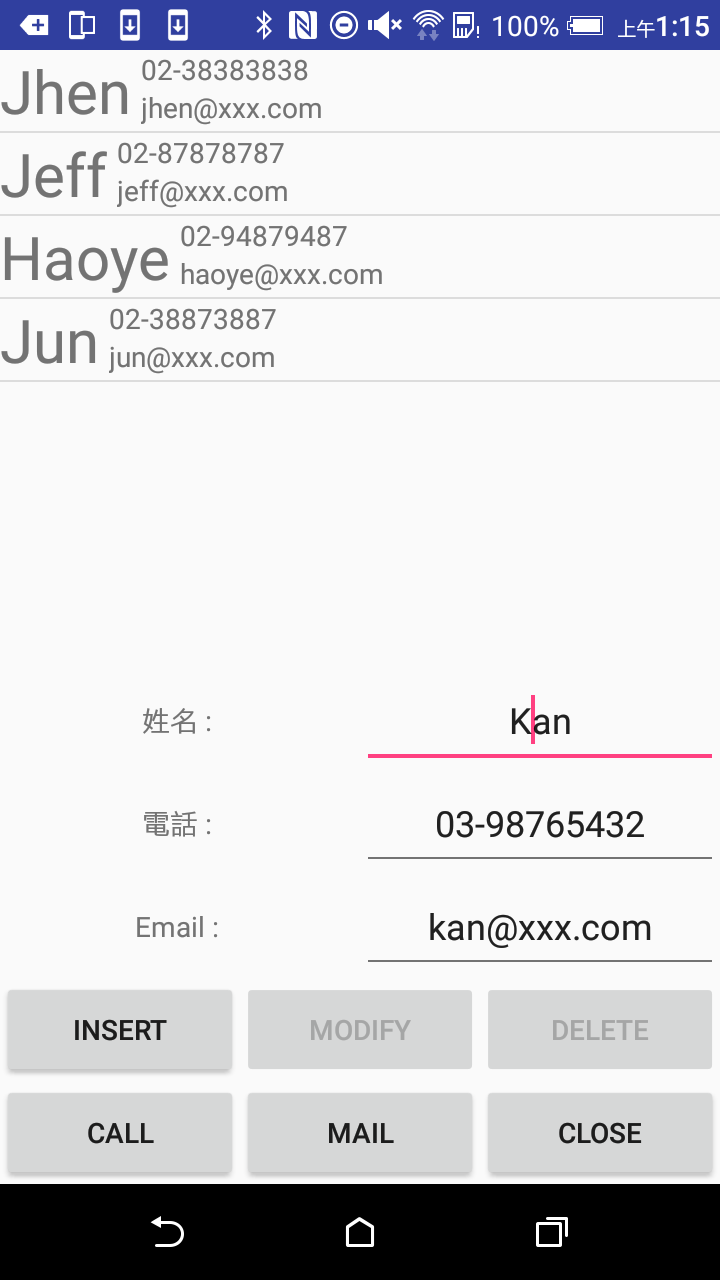 100% 上午1:15
Jhen 02-38383838
jhen@xxx.com
Jeff 02-87878787
jeff@xxx.com
Haoye 02-94879487
haoye@xxx.com
Jun 02-38873887
jun@xxx.com
姓名 : Kan
電話 : 03-98765432
Email : kan@xxx.com
INSERT MODIFY DELETE
CALL MAIL CLOSE